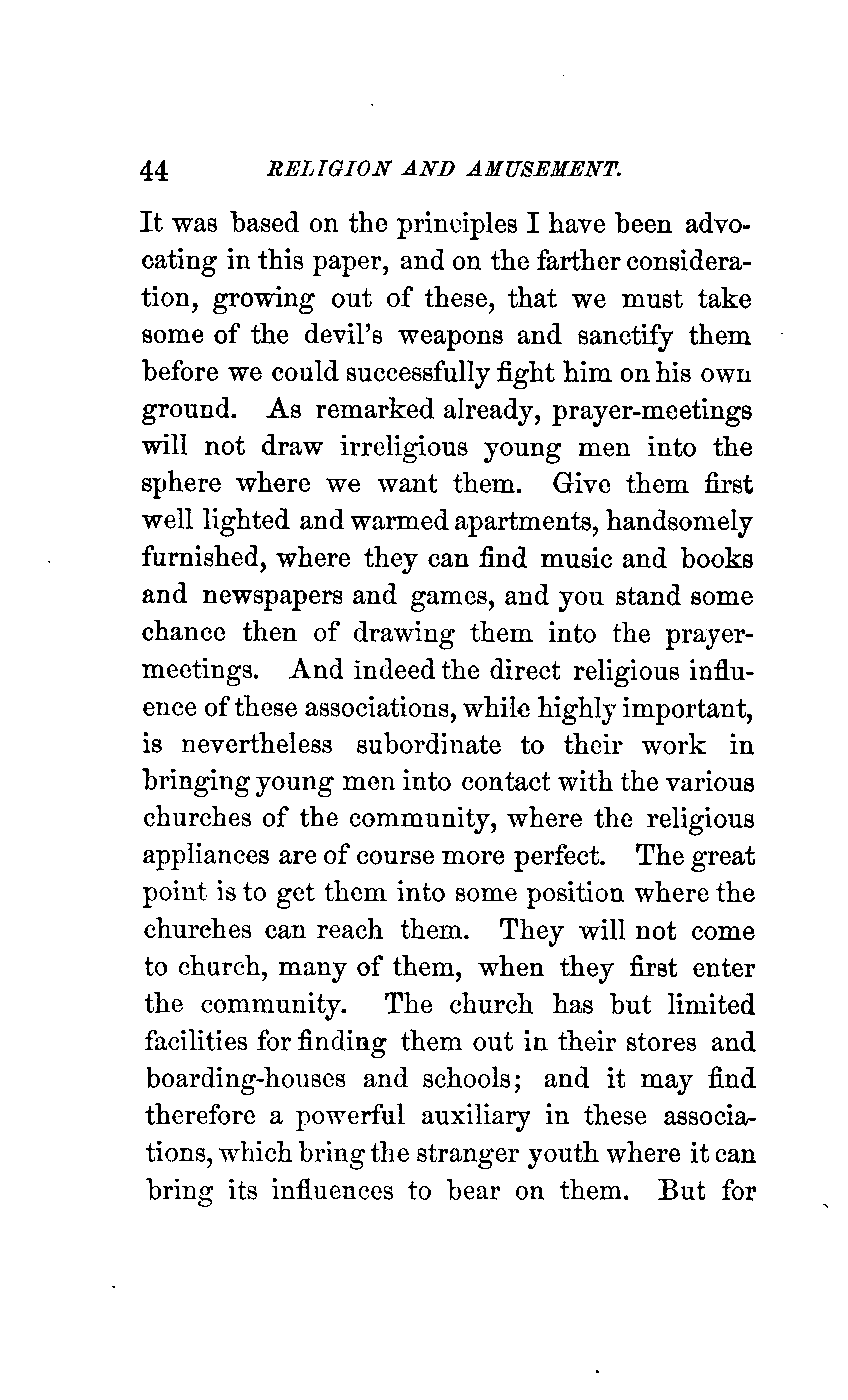 44 RELIGION AND AMUSEMENT.
It was based on the principles I have been advo-
cating in this paper, and on the farther considera-
tion, growing out of these, that we must take
some of the devil's weapons and sanctify them
before we could successfully fight him on his own
ground. As remarked already, prayer-meetings
will not draw irreligious young men into the
sphere where we want them. Give them first
well lighted and warmed apartments, handsomely
furnished, where they can find music and books
and newspapers and games, and you stand some
chance then of drawing them into the prayer-
meetings. And indeed the direct religious influ-
ence of these associations, while highly important,
is nevertheless subordinate to their work in
bringing young men into contact with the various
churches of the community, where the religious
appliances are of course more perfect. The great
point is to get them into some position where the
churches can reach them. They will not come
to church, many of them, when they first enter
the community. The church has but limited
facilities for finding them out in their stores and
boarding-houses and schools; and it may find
therefore a powerful auxiliary in these associa-
tions, which bring the stranger youth where it can
bring its influences to bear on them. But for